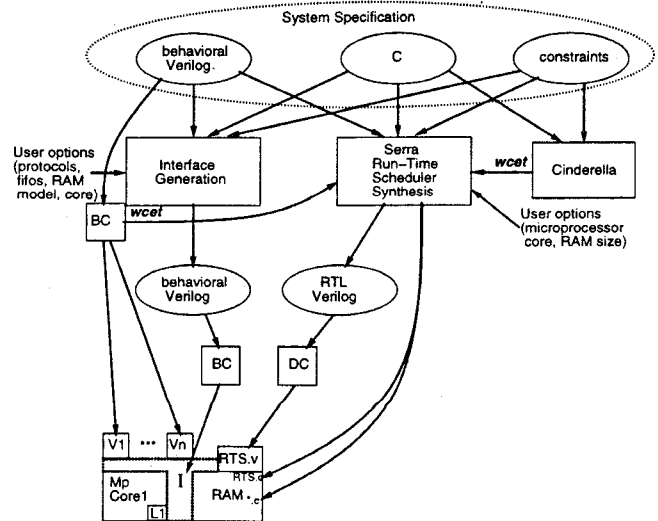 System Specification
behavioral
Verilog
C
constraints
User options
(protocols,
fifos, RAM
model, core)
Interface
Generation
Serra
Run-Time
Scheduler
Synthesis
wcet
Cinderella
BC
wcet
User options
(microprocessor
core, RAM size)
behavioral
Verilog
RTL
Verilog
BC
DC
V1
...
Vn
RTS.v
Mp
Core1
I
RTS.c
RAM
*.c
L1